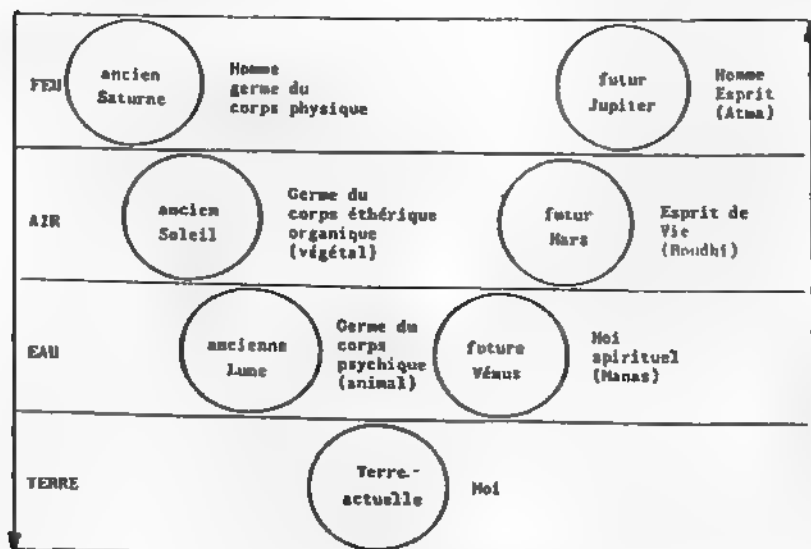 FEU
ancien
Saturne
Homme
germe du
corps physique
futur
Jupiter
Homme
Esprit
(Atma)
AIR
ancien
Soleil
Germe du
corps éthérique
organique
(végétal)
futur
Mars
Esprit de
Vie
(Boudhi)
EAU
ancienne
Lune
Germe du
corps
psychique
(animal)
future
Vénus
Moi
spirituel
(Manas)
TERRE
Terre-
actuelle
Moi